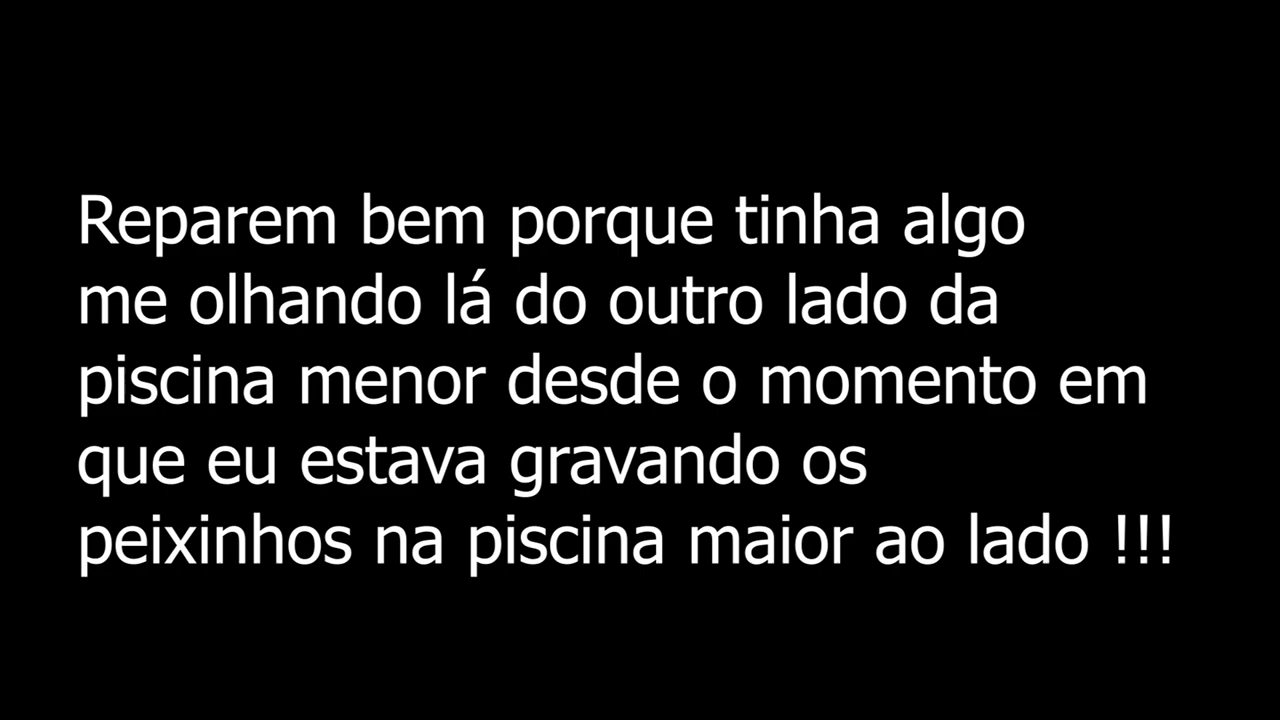 Reparem bem porque tinha algo
me olhando lá do outro lado da
piscina menor desde o momento em
que eu estava gravando os
peixinhos na piscina maior ao lado !!!